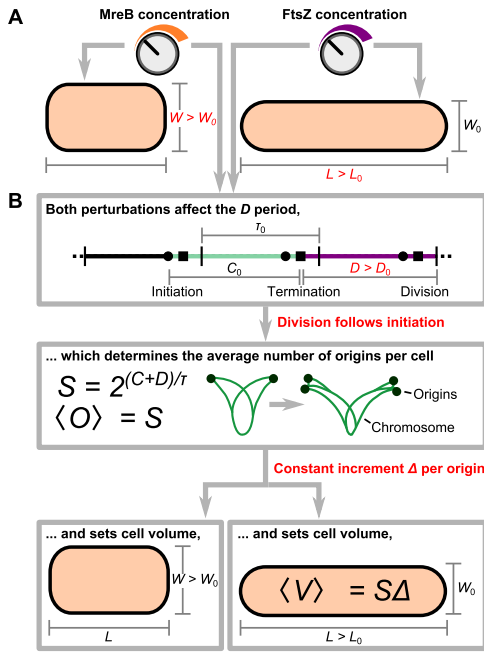 A
MreB concentration
FtsZ concentration
W > W0
W0
L > L0
B
Both perturbations affect the D period,
τ0
C0
D > D0
Initiation
Termination
Division
Division follows initiation
... which determines the average number of origins per cell
S = 2(C+D)/τ
⟨O⟩ = S
Origins
Chromosome
Constant increment Δ per origin
... and sets cell volume,
W > W0
L
... and sets cell volume,
⟨V⟩ = SΔ
W0
L > L0